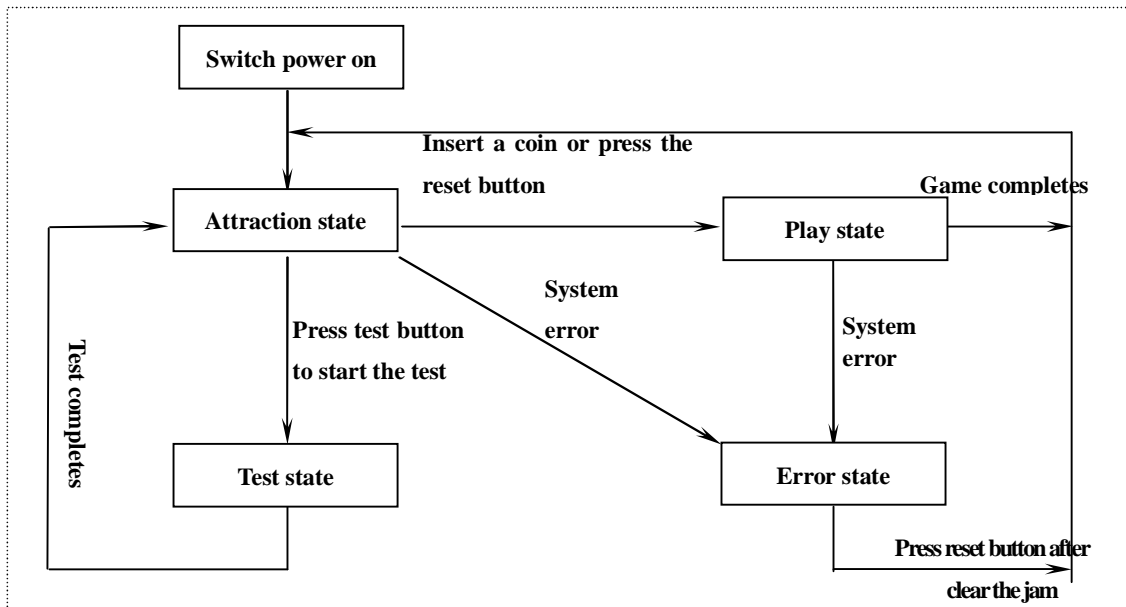 Switch power on
Insert a coin or press the
reset button
Game completes
Attraction state
Play state
System
error
Press test button
to start the test
System
error
Test completes
Test state
Error state
Press reset button after
clear the jam